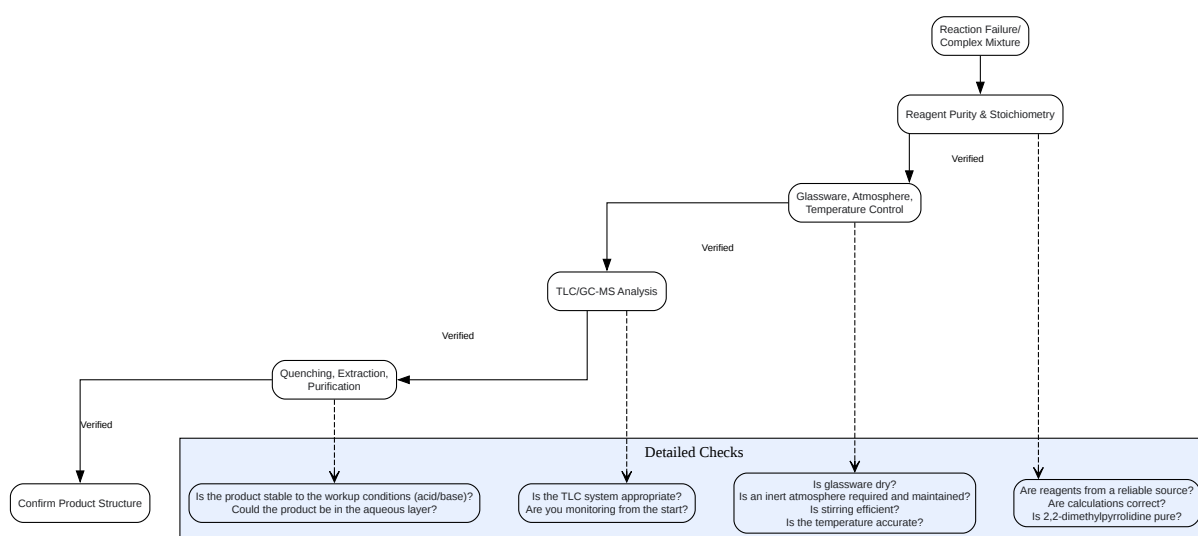 Reaction Failure/
Complex Mixture
Reagent Purity & Stoichiometry
Verified
Glassware, Atmosphere,
Temperature Control
Verified
TLC/GC-MS Analysis
Verified
Quenching, Extraction,
Purification
Verified
Confirm Product Structure
Detailed Checks
Is the product stable to the workup conditions (acid/base)?
Could the product be in the aqueous layer?
Is the TLC system appropriate?
Are you monitoring from the start?
Is glassware dry?
Is an inert atmosphere required and maintained?
Is stirring efficient?
Is the temperature accurate?
Are reagents from a reliable source?
Are calculations correct?
Is 2,2-dimethylpyrrolidine pure?